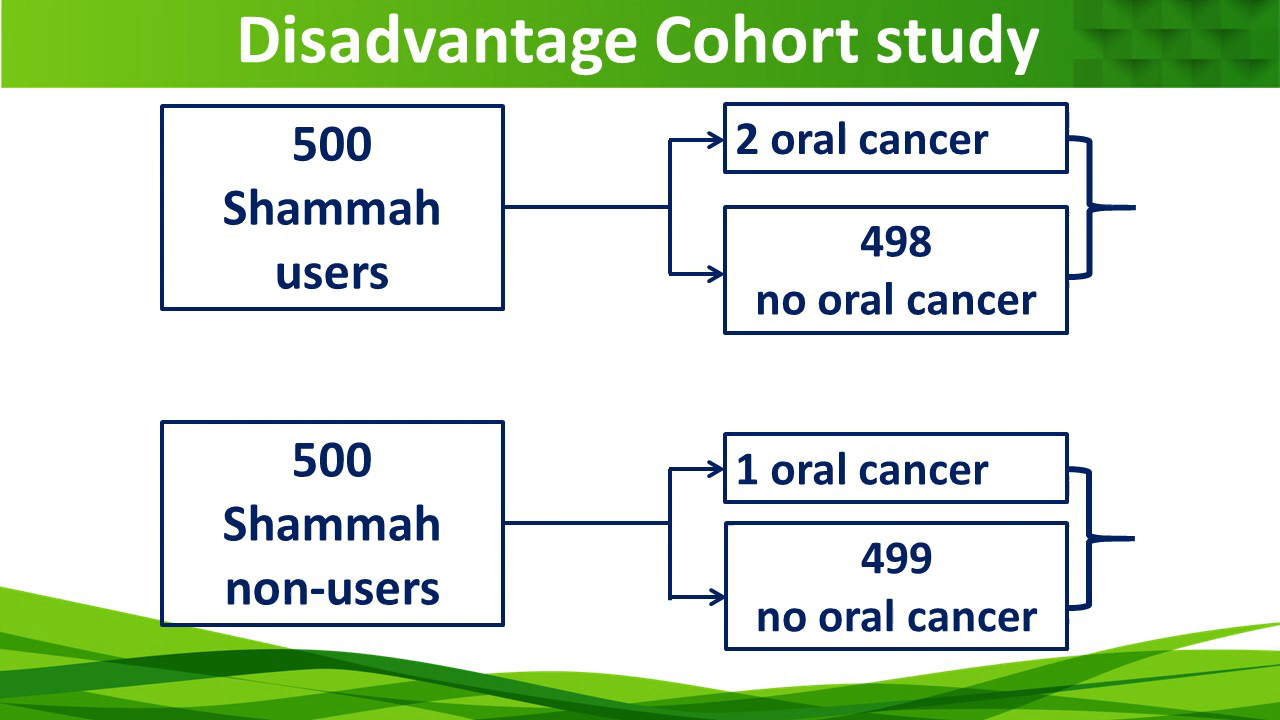 Disadvantage Cohort study
500
Shammah
users
2 oral cancer
498
no oral cancer
500
Shammah
non-users
1 oral cancer
499
no oral cancer